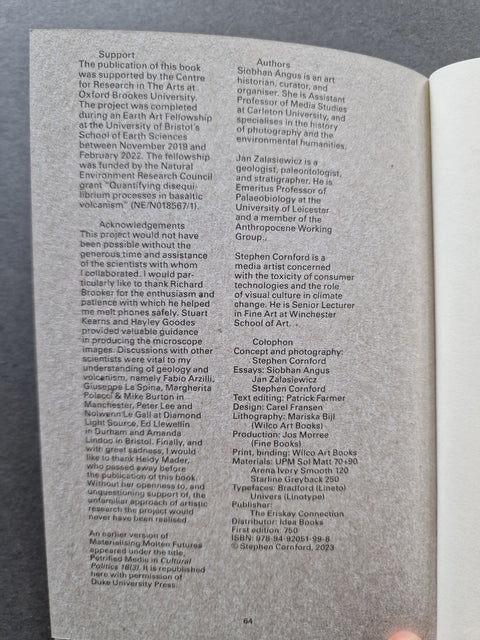 Support
The publication of this book
was supported by the Centre
for Research in The Arts at
Oxford Brookes University.
The project was completed
during an Earth Art Fellowship
at the University of Bristol's
School of Earth Sciences
between November 2019 and
February 2022. The fellowship
was funded by the Natural
Environment Research Council
grant "Quantifying disequi-
librium processes in basaltic
volcanism" (NE/N018567/1).
Acknowledgements
This project would not have
been possible without the
generous time and assistance
of the scientists with whom
I collaborated. I would par-
ticularly like to thank Richard
Brooker for the enthusiasm and
patience with which he helped
me melt phones safely. Stuart
Kearns and Hayley Goodes
provided valuable guidance
in producing the microscope
images. Discussions with other
scientists were vital to my
understanding of geology and
volcanism, namely Fabio Arzilli,
Giuseppe La Spina, Margherita
Polacci & Mike Burton in
Manchester, Peter Lee and
Nolwenn Le Gall at Diamond
Light Source, Ed Llewellin
in Durham and Amanda
Lindoo in Bristol. Finally, and
with great sadness, I would
like to thank Heidy Mader,
who passed away before
the publication of this book.
Without her openness to, and
unquestioning support of, the
unfamiliar approach of artistic
research the project would
never have been realised
An earlier version of
Materialising Molten Futures
appeared under the title,
Petrified Media in Cultural
Politics 18(3). It is republished
here with permission of
Duke University Press.
Authors
Siobhan Angus is an art
historian, curator, and
organiser. She is Assistant
Professor of Media Studies
at Carleton University, and
specialises in the history
of photography and the
environmental humanities.
Jan Zalasiewicz is a
geologist, paleontologist,
and stratigrapher. He is
Emeritus Professor of
Palaeobiology at the
University of Leicester
and a member of the
Anthropocene Working
Group..
Stephen Cornford is a
media artist concerned
with the toxicity of consumer
technologies and the role
of visual culture in climate
change. He is Senior Lecturer
in Fine Art at Winchester
School of Art.
Colophon
Concept and photography:
Stephen Cornford
Essays: Siobhan Angus
Jan Zalasiewicz
Stephen Cornford
Text editing: Patrick Farmer
Design: Carel Fransen
Lithography: Mariska Bijl
(Wilco Art Books)
Production: Jos Morree
(Fine Books)
Print, binding: Wilco Art Books
Materials: UPM Sol Matt 70+90
Arena Ivory Smooth 120
Starline Greyback 250
Typefaces: Bradford (Lineto)
Univers (Linotype)
Publisher:
The Eriskay Connection
Distributor: Idea Books
First edition: 750
ISBN: 978-94-92051-99-8
© Stephen Cornford, 2023
64